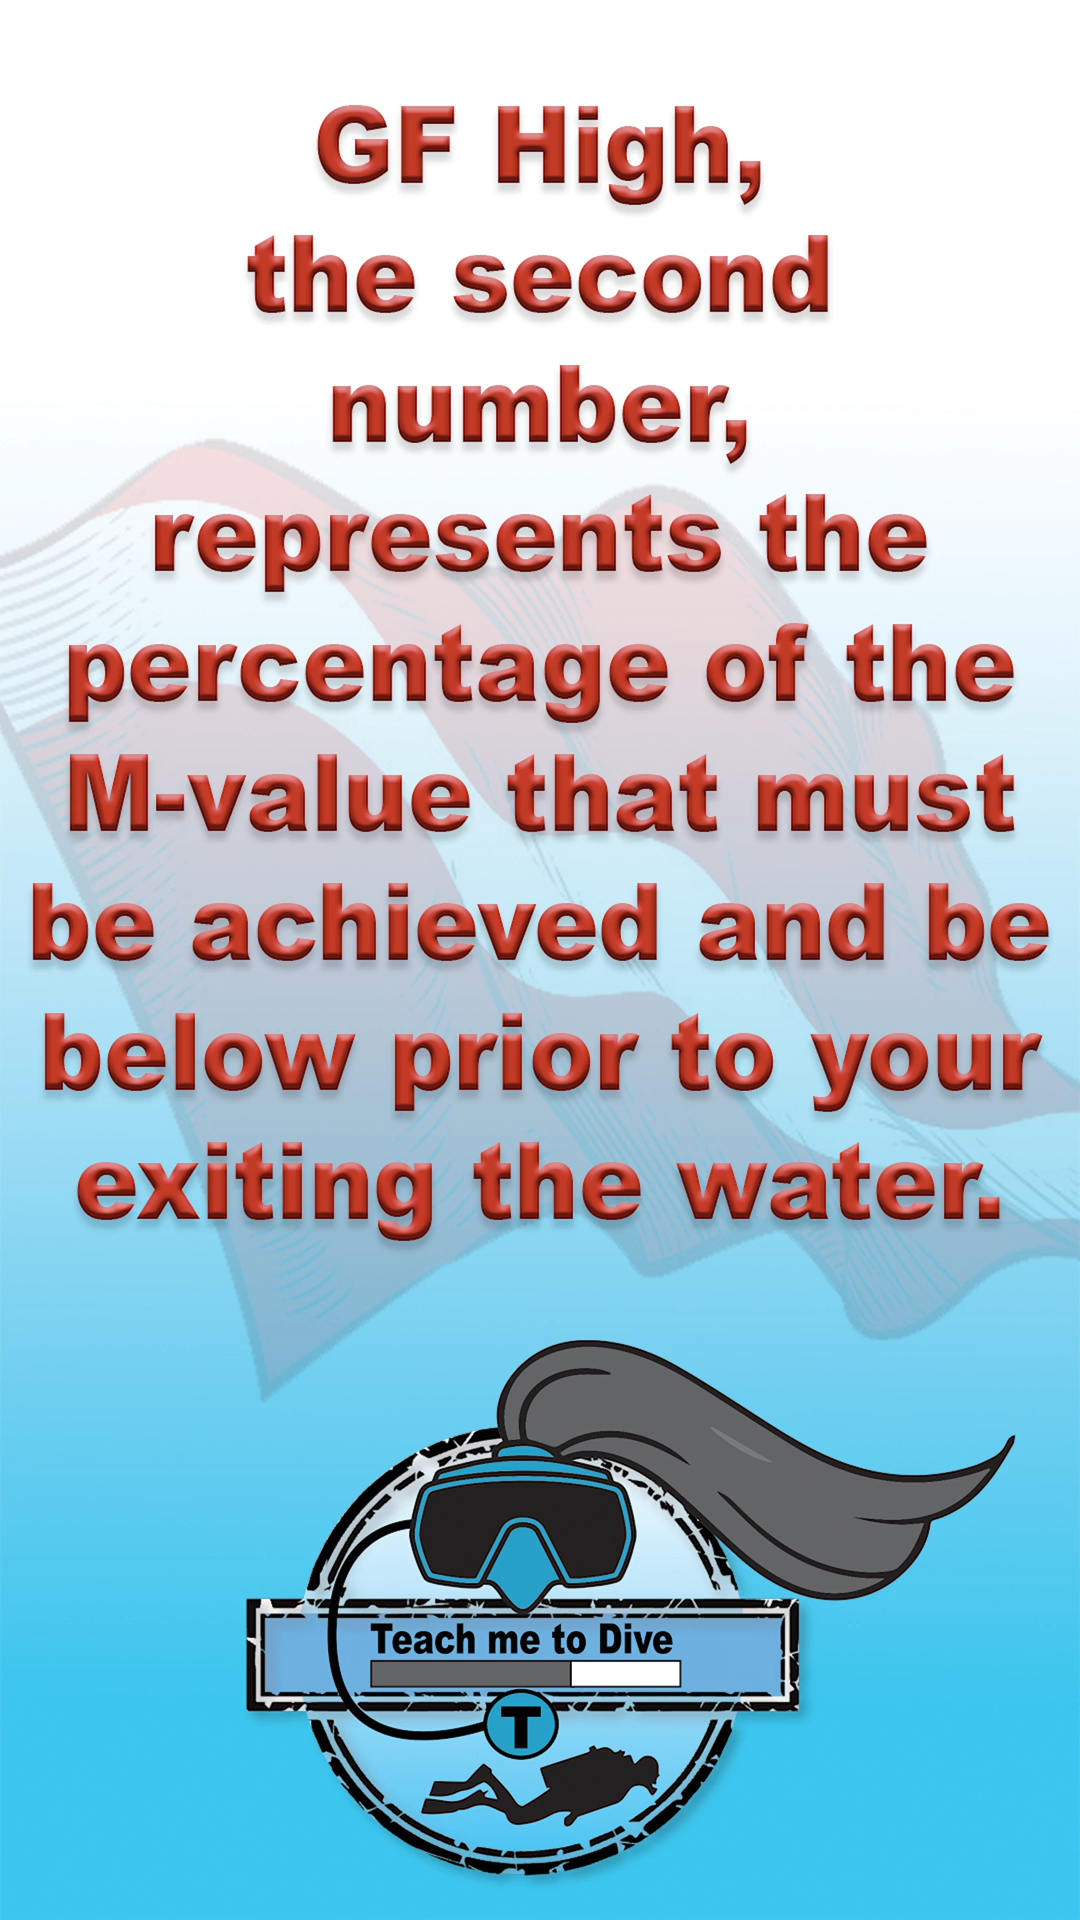 GF High,
the second
number,
represents the
percentage of the
M-value that must
be achieved and be
below prior to your
exiting the water.
Teach me to Dive
T